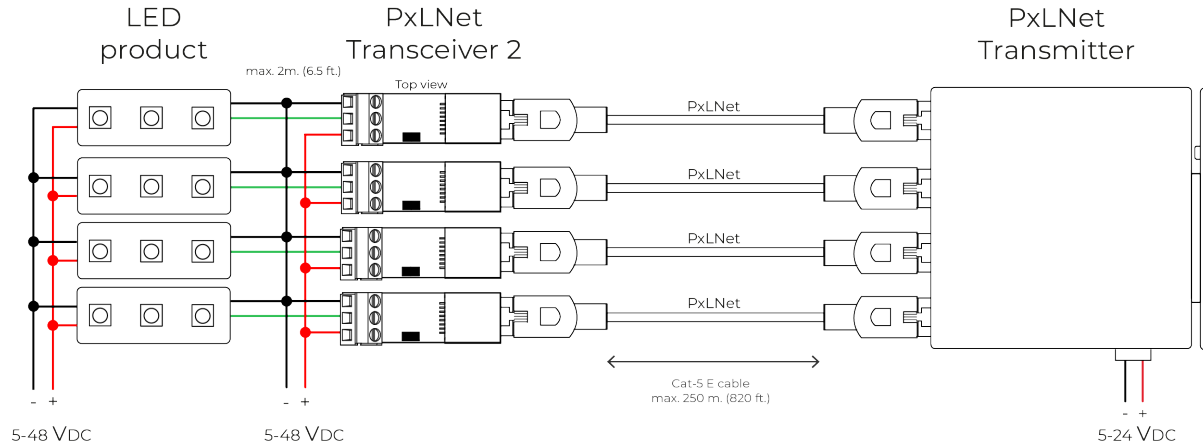 LED
product
PxLNet
Transceiver 2
PxLNet
Transmitter
max. 2m. (6.5 ft.)
Top view
PxLNet
PxLNet
PxLNet
PxLNet
Cat-5 E cable
max. 250 m. (820 ft.)
- +
5-48 VDC
- +
5-48 VDC
- +
5-24 VDC